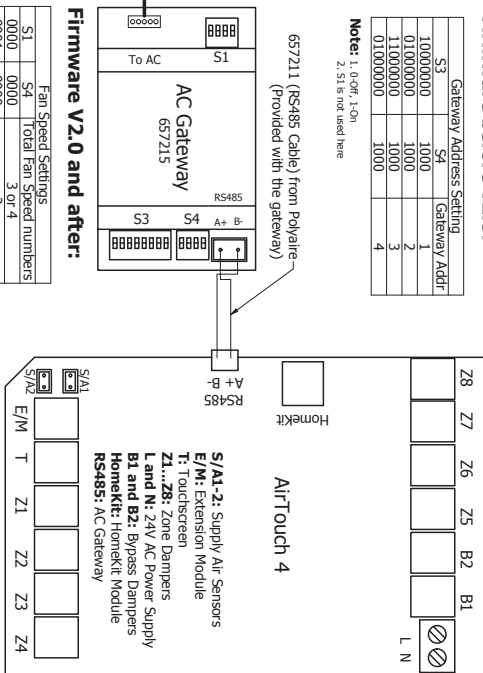 Gateway Address Setting
S3 S4 Gateway Addr
10000000 1000 1
01000000 1000 2
11000000 1000 3
01000000 1000 4
Note: 1. 0-Off, 1-On
2. S1 is not used here
657211 (RS485 Cable) from Polyaire
(Provided with the gateway)
To AC
S1
AC Gateway
657215
RS485
S3
S4
A+ B-
Firmware V2.0 and after:
Fan Speed Settings
S1 S4 Total Fan Speed numbers
0000 0000 3 or 4
Z8
Z7
Z6
Z5
B2
B1
L N
HomeKit
RS485
A+ B-
AirTouch 4
S/A1-2: Supply Air Sensors
E/M: Extension Module
T: Touchscreen
Z1...Z8: Zone Dampers
L and N: 24V AC Power Supply
B1 and B2: Bypass Dampers
HomeKit: HomeKit Module
RS485: AC Gateway
S/A1
S/A2
E/M
T
Z1
Z2
Z3
Z4